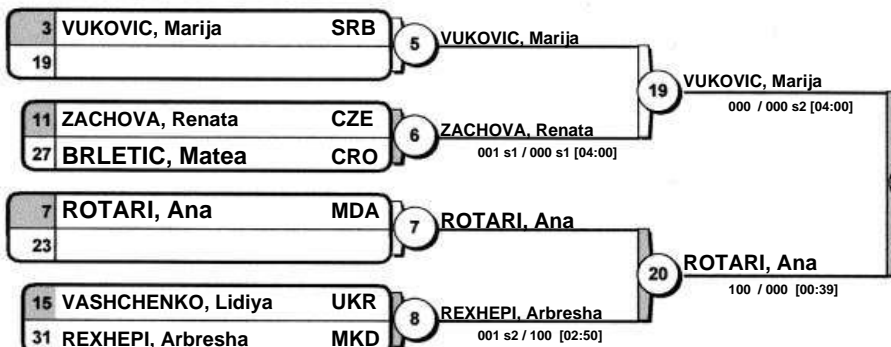 3 VUKOVIC, Marija SRB
19
5
VUKOVIC, Marija
19
VUKOVIC, Marija
000 / 000 s2 [04:00]
11 ZACHOVA, Renata CZE
27 BRLETIC, Matea CRO
6
ZACHOVA, Renata
001 s1 / 000 s1 [04:00]
7 ROTARI, Ana MDA
23
7
ROTARI, Ana
20
ROTARI, Ana
100 / 000 [00:39]
15 VASHCHENKO, Lidiya UKR
31 REXHEPI, Arbresha MKD
8
REXHEPI, Arbresha
001 s2 / 100 [02:50]